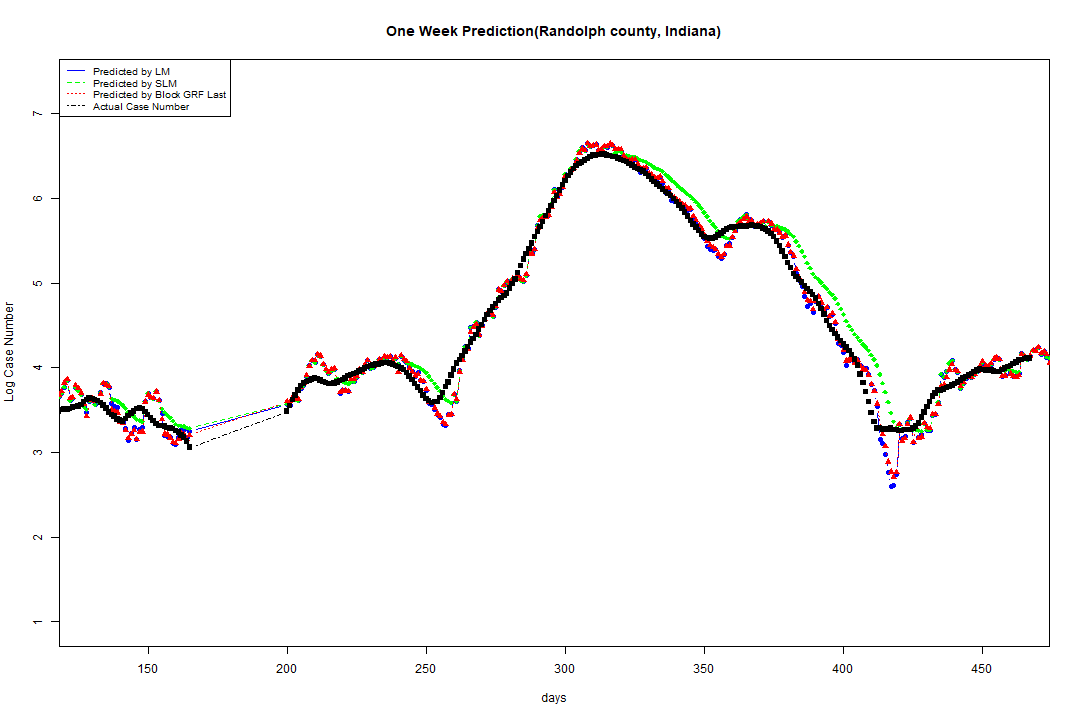 One Week Prediction(Randolph county, Indiana)
Predicted by LM
Predicted by SLM
Predicted by Block GRF Last
Actual Case Number
7
6
5
4
3
2
1
Log Case Number
150 200 250 300 350 400 450
days